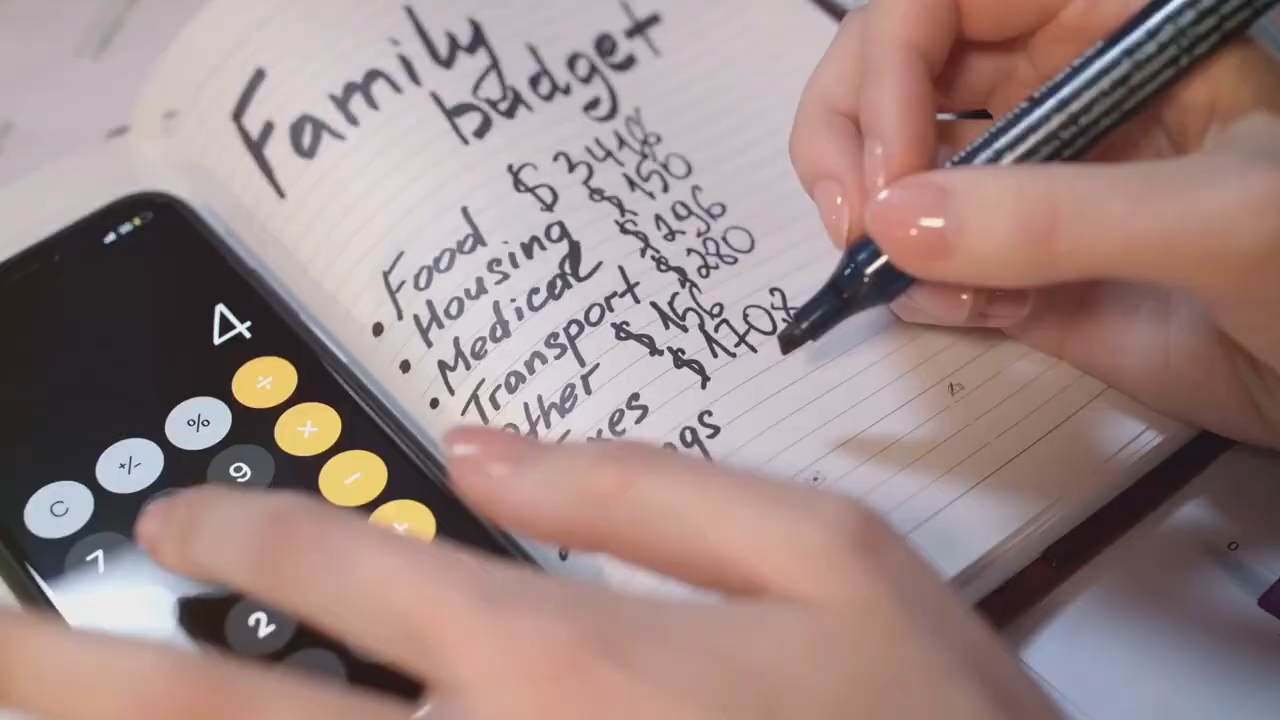 Family
budget
Food $ 3418
Housing $ 150
Medical $ 296
Transport $ 280
Other $ 156
$ 1708
4
C +/- % ÷
7 9 ×
−
+
2